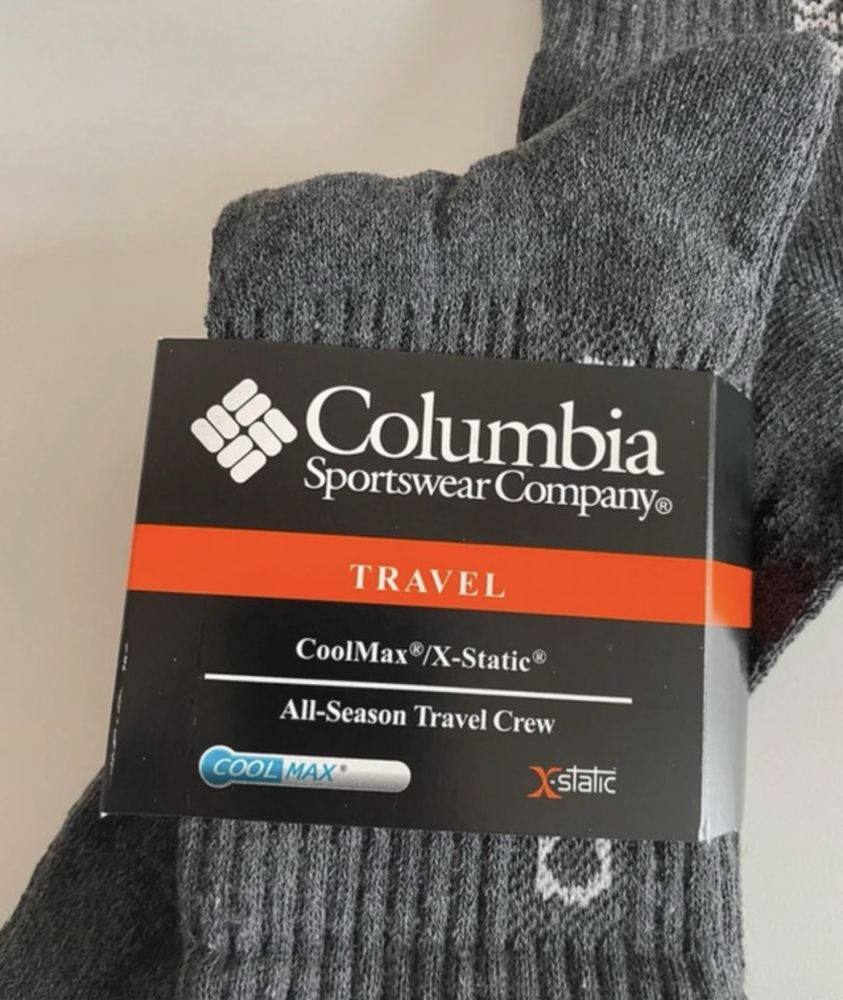 Columbia
Sportswear Company®
TRAVEL
CoolMax®/X-Static®
All-Season Travel Crew
COOLMAX®
X-static®